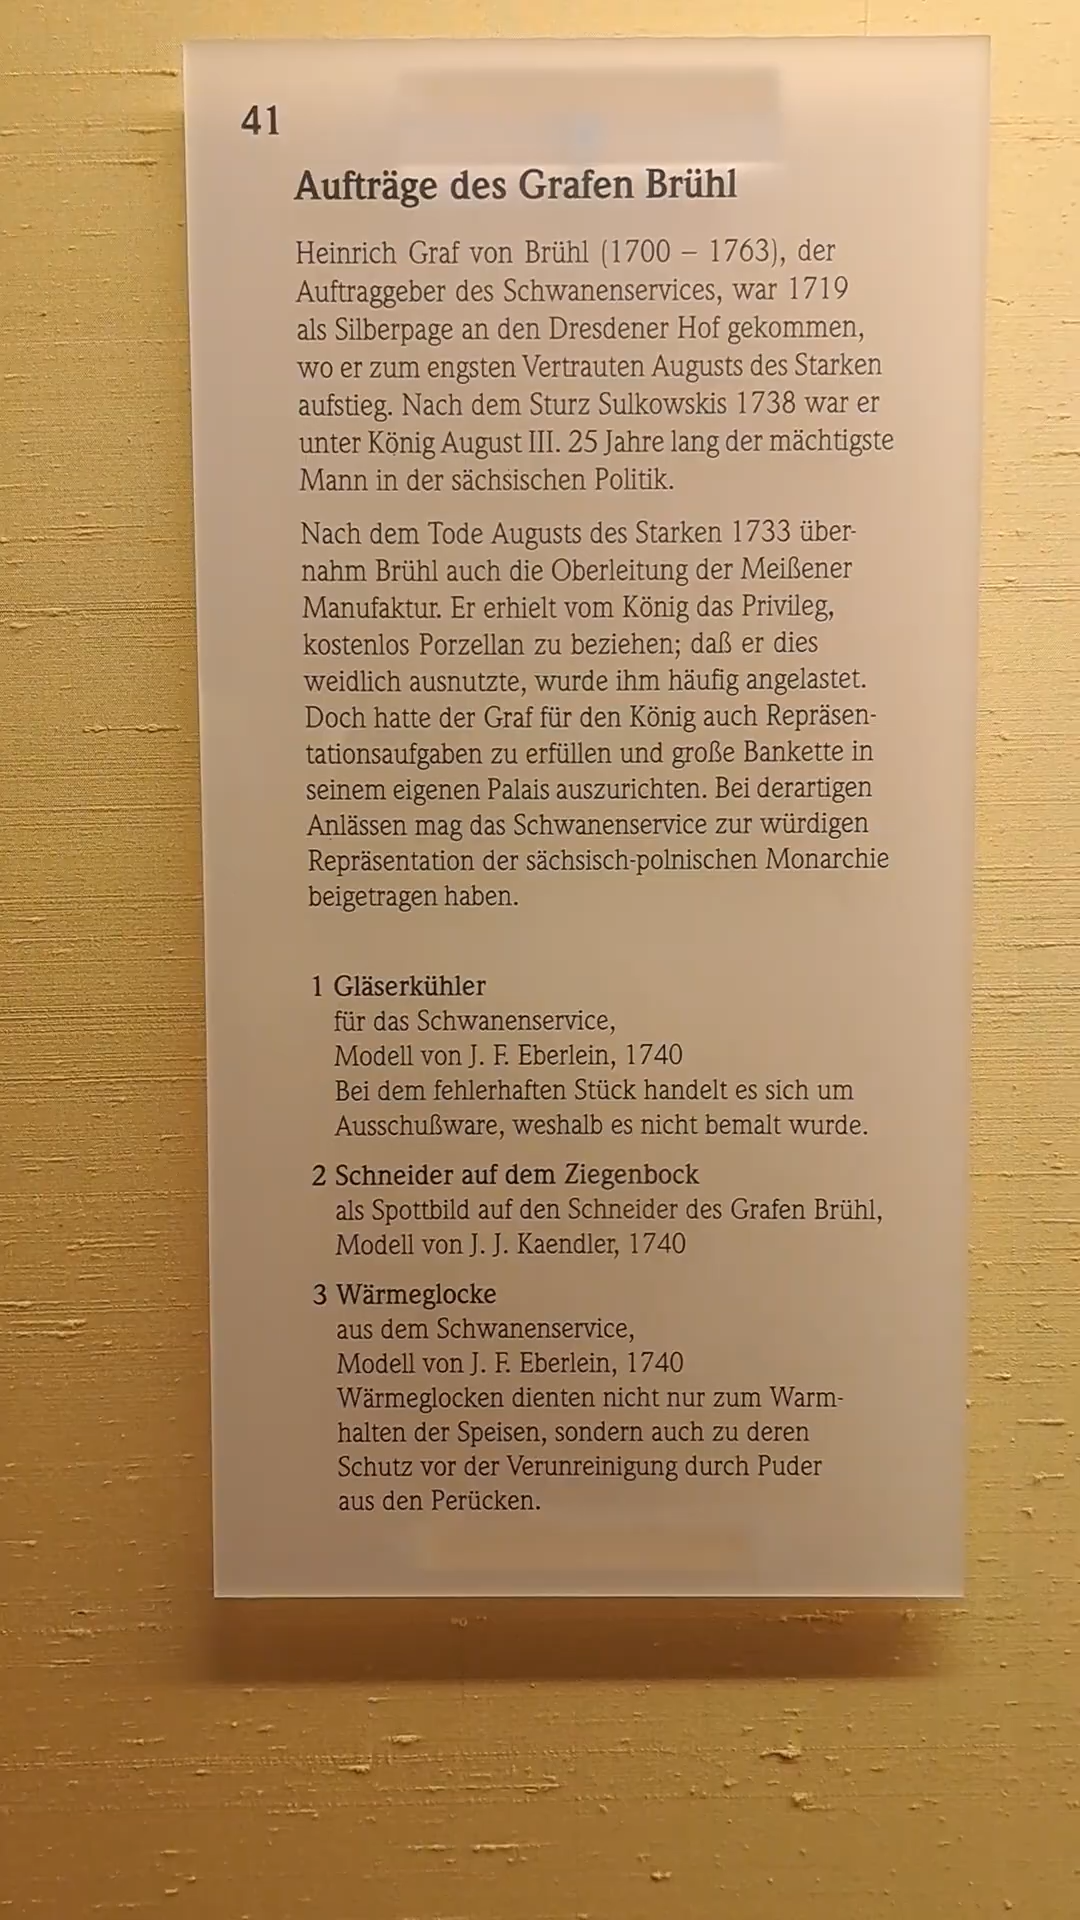 41
Aufträge des Grafen Brühl
Heinrich Graf von Brühl (1700 – 1763), der
Auftraggeber des Schwanenservices, war 1719
als Silberpage an den Dresdener Hof gekommen,
wo er zum engsten Vertrauten Augusts des Starken
aufstieg. Nach dem Sturz Sulkowskis 1738 war er
unter König August III. 25 Jahre lang der mächtigste
Mann in der sächsischen Politik.
Nach dem Tode Augusts des Starken 1733 über-
nahm Brühl auch die Oberleitung der Meißener
Manufaktur. Er erhielt vom König das Privileg,
kostenlos Porzellan zu beziehen; daß er dies
weidlich ausnutzte, wurde ihm häufig angelastet.
Doch hatte der Graf für den König auch Repräsen-
tationsaufgaben zu erfüllen und große Bankette in
seinem eigenen Palais auszurichten. Bei derartigen
Anlässen mag das Schwanenservice zur würdigen
Repräsentation der sächsisch-polnischen Monarchie
beigetragen haben.
1 Gläserkühler
für das Schwanenservice,
Modell von J. F. Eberlein, 1740
Bei dem fehlerhaften Stück handelt es sich um
Ausschußware, weshalb es nicht bemalt wurde.
2 Schneider auf dem Ziegenbock
als Spottbild auf den Schneider des Grafen Brühl,
Modell von J. J. Kaendler, 1740
3 Wärmeglocke
aus dem Schwanenservice,
Modell von J. F. Eberlein, 1740
Wärmeglocken dienten nicht nur zum Warm-
halten der Speisen, sondern auch zu deren
Schutz vor der Verunreinigung durch Puder
aus den Perücken.